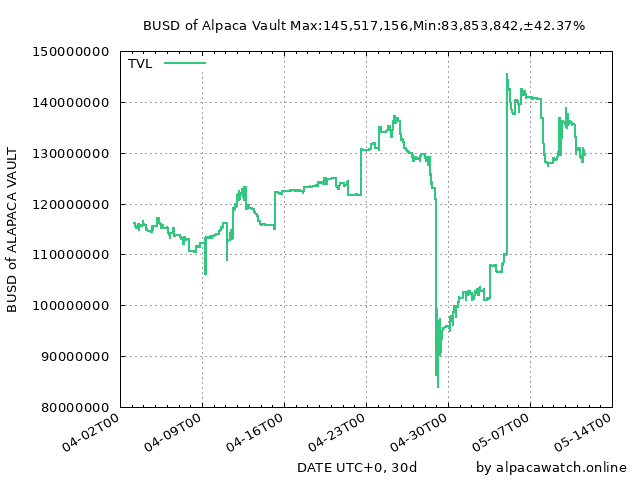 BUSD of Alpaca Vault Max:145,517,156,Min:83,853,842,±42.37%
TVL
150000000
140000000
130000000
120000000
110000000
100000000
90000000
80000000
BUSD of ALAPACA VAULT
04-02T00
04-09T00
04-16T00
04-23T00
04-30T00
05-07T00
05-14T00
DATE UTC+0, 30d
by alpacawatch.online